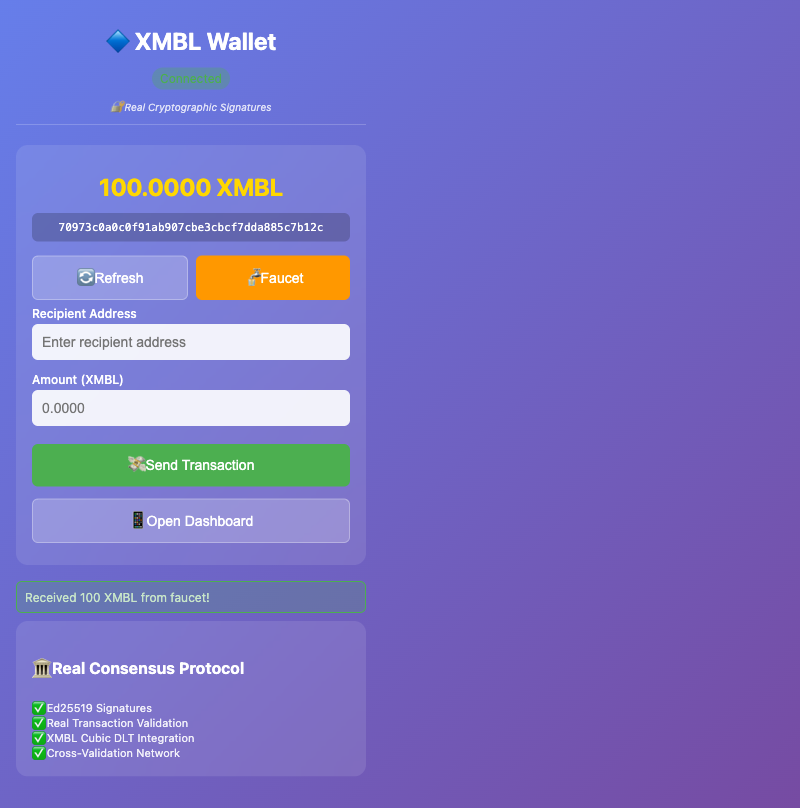 XMBL Wallet
Connected
Real Cryptographic Signatures
100.0000 XMBL
70973c0a0c0f91ab907cbe3cbcf7dda885c7b12c
Refresh
Faucet
Recipient Address
Enter recipient address
Amount (XMBL)
0.0000
Send Transaction
Open Dashboard
Received 100 XMBL from faucet!
Real Consensus Protocol
Ed25519 Signatures
Real Transaction Validation
XMBL Cubic DLT Integration
Cross-Validation Network